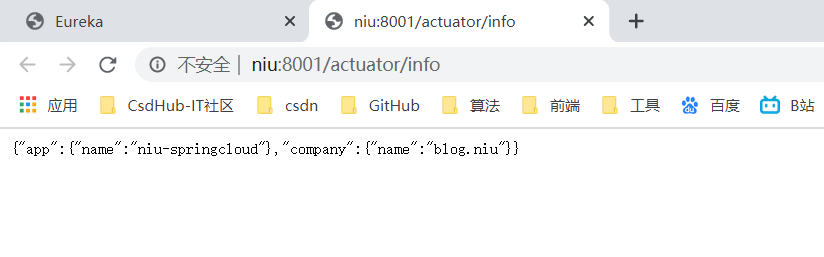 Eureka niu:8001/actuator/info
不安全 | niu:8001/actuator/info
应用 CsdHub-IT社区 csdn GitHub 算法 前端 工具 百度 B站
{"app":{"name":"niu-springcloud"},"company":{"name":"blog.niu"}}